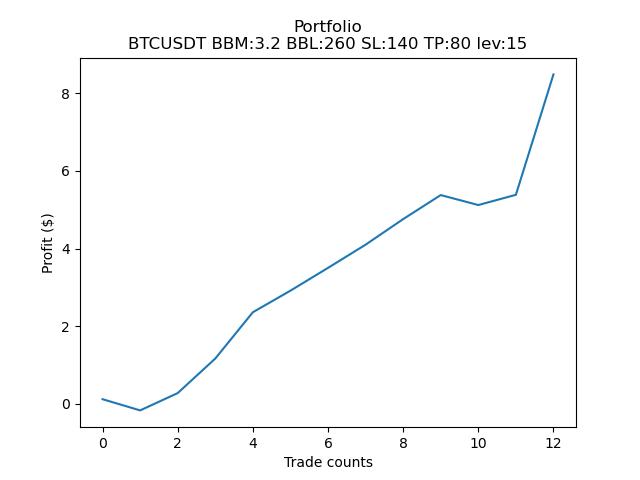 Portfolio
BTCUSDT BBM:3.2 BBL:260 SL:140 TP:80 lev:15
8
6
4
2
0
Profit ($)
0 2 4 6 8 10 12
Trade counts